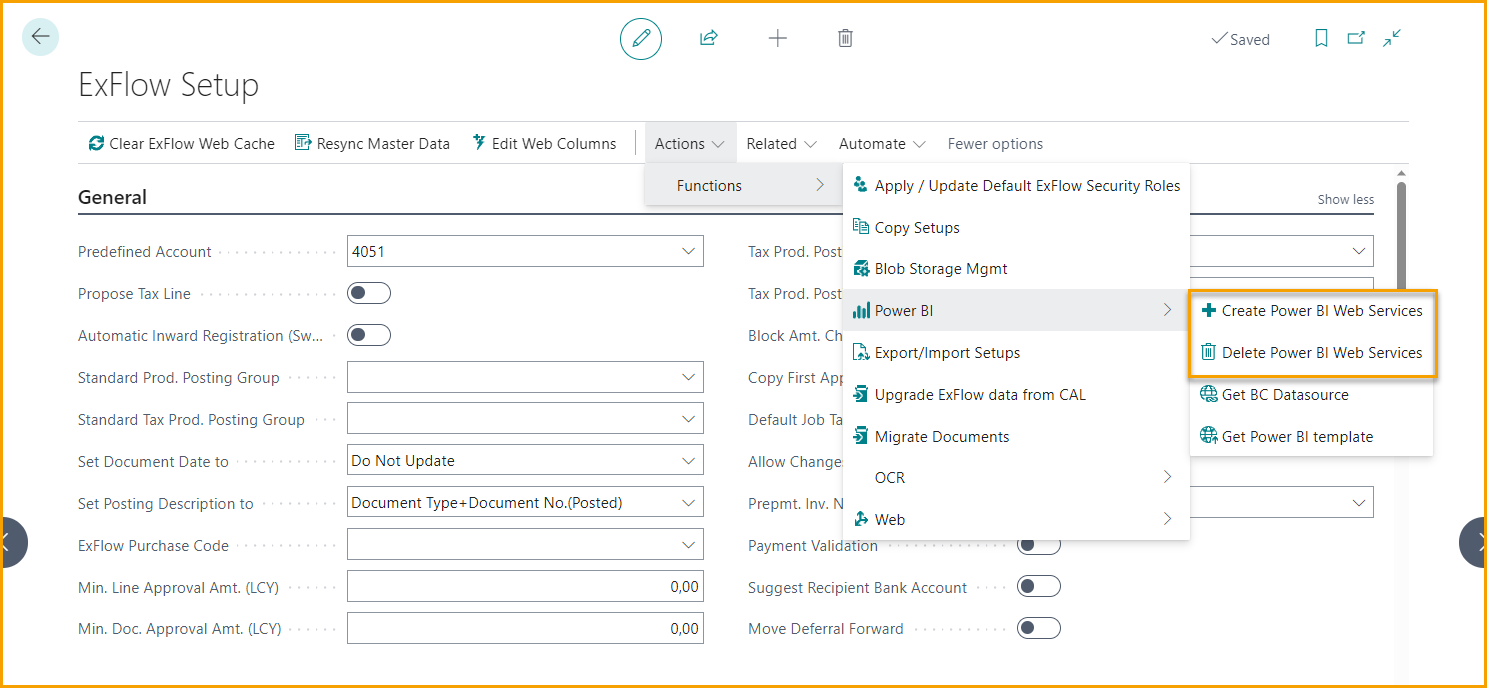 Saved
ExFlow Setup
Clear ExFlow Web Cache Resync Master Data Edit Web Columns Actions Related Automate Fewer options
Functions
Apply / Update Default ExFlow Security Roles
Copy Setups
Blob Storage Mgmt
Power BI
Export/Import Setups
Upgrade ExFlow data from CAL
Migrate Documents
OCR
Web
Create Power BI Web Services
Delete Power BI Web Services
Get BC Datasource
Get Power BI template
General
Show less
Predefined Account 4051
Propose Tax Line
Automatic Inward Registration (Sw...
Standard Prod. Posting Group
Standard Tax Prod. Posting Group
Set Document Date to Do Not Update
Set Posting Description to Document Type+Document No.(Posted)
ExFlow Purchase Code
Min. Line Approval Amt. (LCY) 0,00
Min. Doc. Approval Amt. (LCY) 0,00
Tax Prod. Post
Tax Prod. Post
Block Amt. Ch
Copy First App
Default Job Ta
Allow Change
Prepmt. Inv. N
Payment Validation
Suggest Recipient Bank Account
Move Deferral Forward